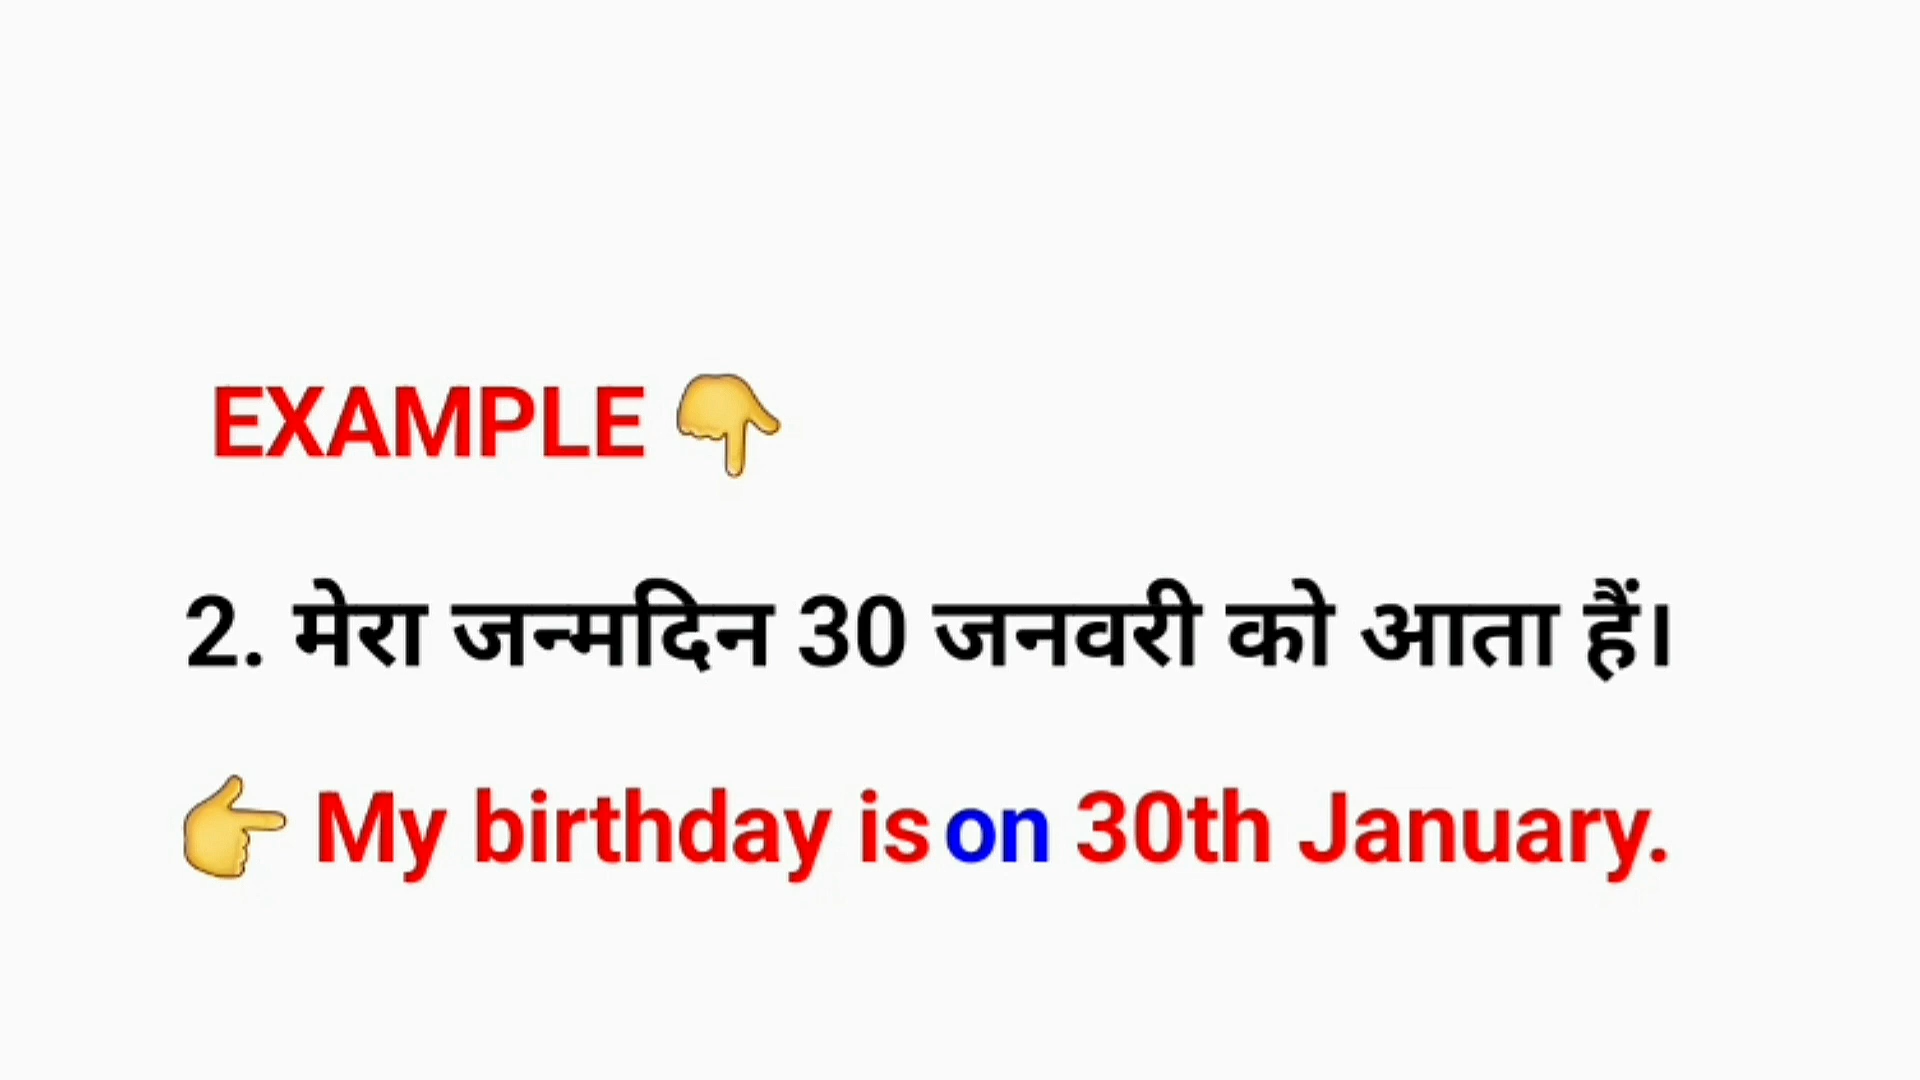 EXAMPLE 👇
2. मेरा जन्मदिन 30 जनवरी को आता हैं।
👉 My birthday is on 30th January.